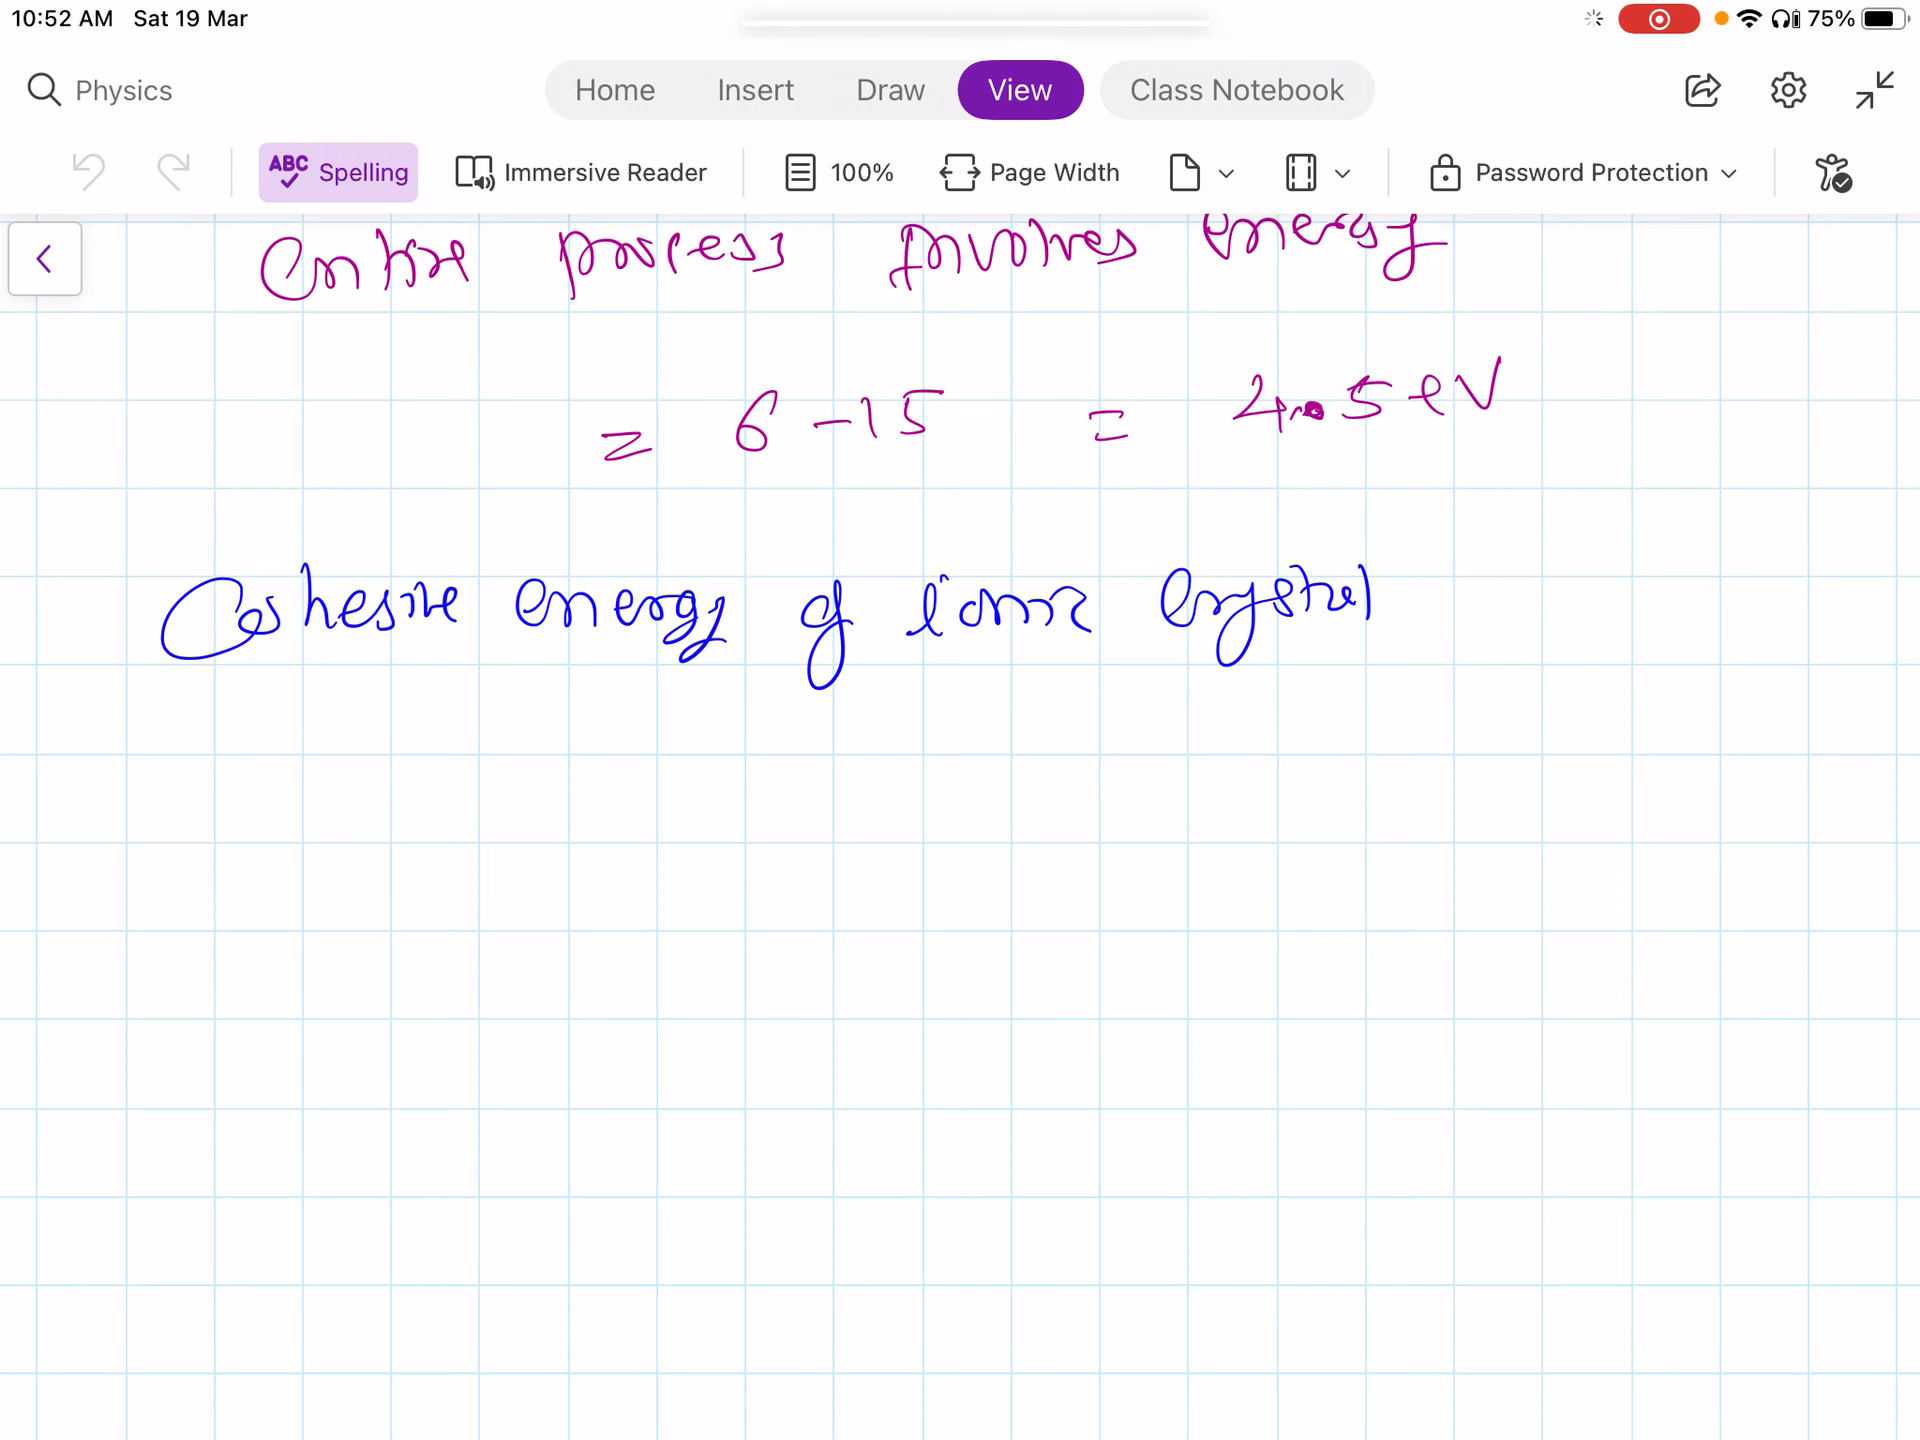 10:52 AM Sat 19 Mar 75%
Physics Home Insert Draw View Class Notebook
ABC Spelling Immersive Reader 100% Page Width Password Protection
Entire process involves energy
= 6 - 15 = 4.5 eV
Cohesive energy of ionic crystal